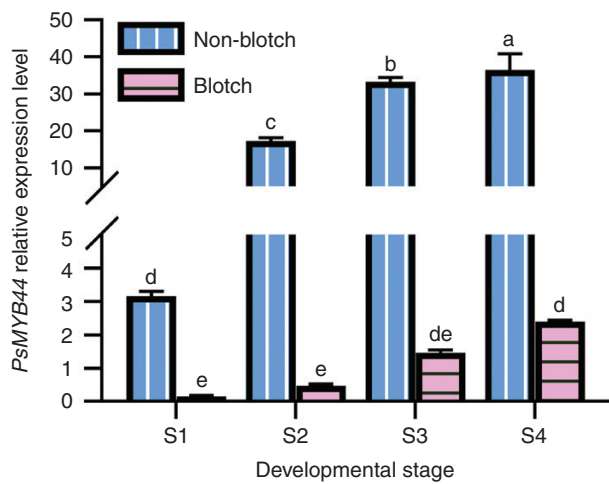 PsMYB44 relative expression level
50
40
30
20
10
5
4
3
2
1
0
Non-blotch
Blotch
d
e
c
e
b
de
a
d
S1
S2
S3
S4
Developmental stage